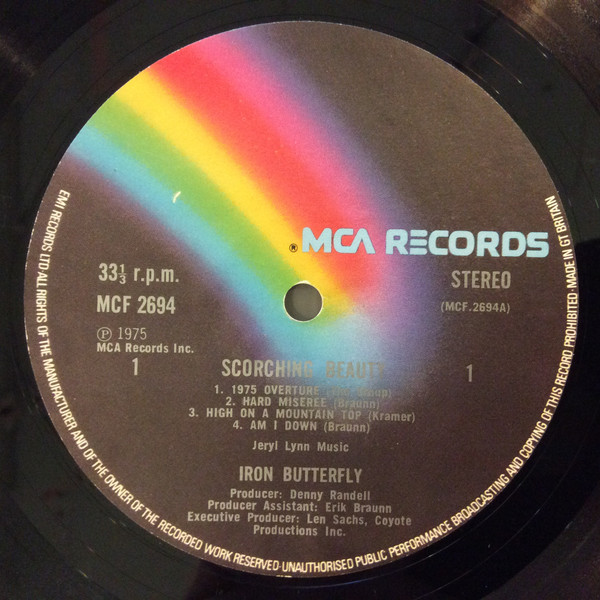 ® MCA RECORDS
33⅓ r.p.m.
MCF 2694
STEREO
(MCF.2694A)
Ⓟ 1975
MCA Records Inc.
1
1
SCORCHING BEAUTY
1. 1975 OVERTURE
2. HARD MISEREE (Braunn)
3. HIGH ON A MOUNTAIN TOP (Kramer)
4. AM I DOWN (Braunn)
Jeryl Lynn Music
IRON BUTTERFLY
Producer: Denny Randell
Producer Assistant: Erik Braunn
Executive Producer: Len Sachs, Coyote
Productions Inc.
EMI RECORDS LTD·ALL RIGHTS OF THE MANUFACTURER AND OF THE OWNER OF THE RECORDED WORK RESERVED·UNAUTHORISED PUBLIC PERFORMANCE BROADCASTING AND COPYING OF THIS RECORD PROHIBITED·MADE IN GT BRITAIN